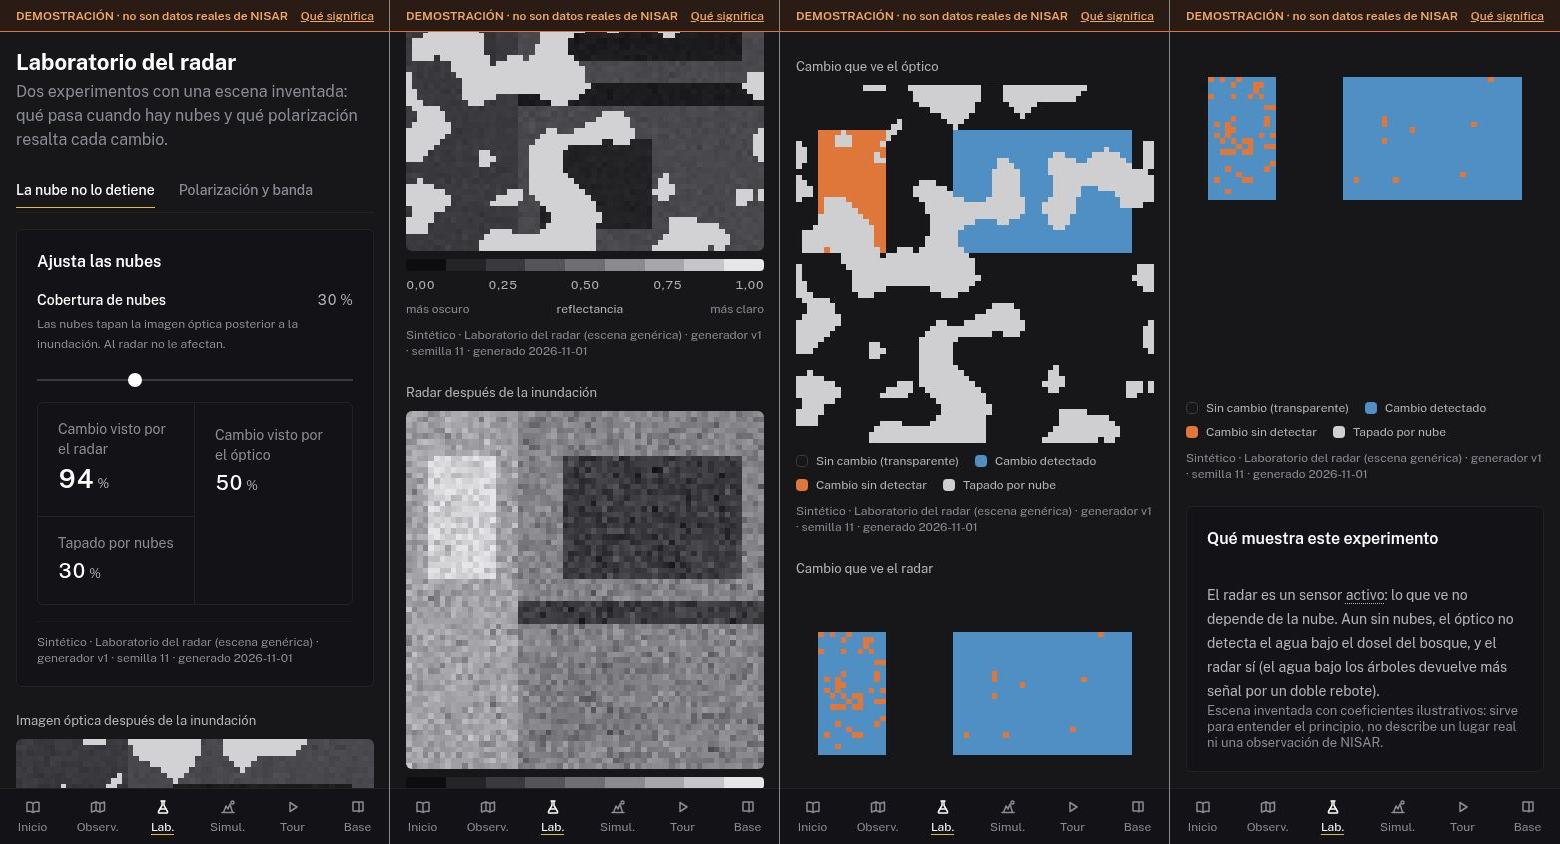 DEMOSTRACIÓN · no son datos reales de NISAR Qué significa
Laboratorio del radar
Dos experimentos con una escena inventada:
qué pasa cuando hay nubes y qué polarización
resalta cada cambio.
La nube no lo detiene Polarización y banda
Ajusta las nubes
Cobertura de nubes 30 %
Las nubes tapan la imagen óptica posterior a la
inundación. Al radar no le afectan.
Cambio visto por
el radar
94 %
Cambio visto por
el óptico
50 %
Tapado por nubes
30 %
Sintético · Laboratorio del radar (escena genérica) ·
generador v1 · semilla 11 · generado 2026-11-01
Imagen óptica después de la inundación
Inicio Observ. Lab. Simul. Tour Base
DEMOSTRACIÓN · no son datos reales de NISAR Qué significa
0,00 0,25 0,50 0,75 1,00
más oscuro reflectancia más claro
Sintético · Laboratorio del radar (escena genérica) · generador v1
· semilla 11 · generado 2026-11-01
Radar después de la inundación
Inicio Observ. Lab. Simul. Tour Base
DEMOSTRACIÓN · no son datos reales de NISAR Qué significa
Cambio que ve el óptico
Sin cambio (transparente) Cambio detectado
Cambio sin detectar Tapado por nube
Sintético · Laboratorio del radar (escena genérica) · generador v1
· semilla 11 · generado 2026-11-01
Cambio que ve el radar
Inicio Observ. Lab. Simul. Tour Base
DEMOSTRACIÓN · no son datos reales de NISAR Qué significa
Sin cambio (transparente) Cambio detectado
Cambio sin detectar Tapado por nube
Sintético · Laboratorio del radar (escena genérica) · generador v1
· semilla 11 · generado 2026-11-01
Qué muestra este experimento
El radar es un sensor activo: lo que ve no
depende de la nube. Aun sin nubes, el óptico no
detecta el agua bajo el dosel del bosque, y el
radar sí (el agua bajo los árboles devuelve más
señal por un doble rebote).
Escena inventada con coeficientes ilustrativos: sirve
para entender el principio, no describe un lugar real
ni una observación de NISAR.
Inicio Observ. Lab. Simul. Tour Base